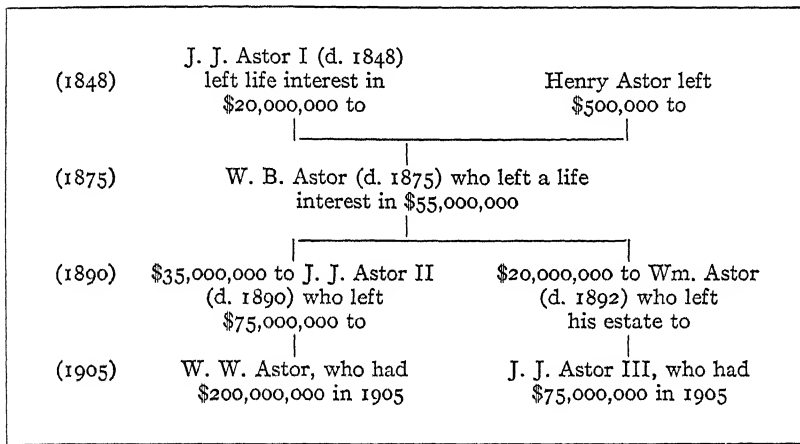 J. J. Astor I (d. 1848)
(1848) left life interest in Henry Astor left
$20,000,000 to $500,000 to
(1875) W. B. Astor (d. 1875) who left a life
interest in $55,000,000
(1890) $35,000,000 to J. J. Astor II $20,000,000 to Wm. Astor
(d. 1890) who left (d. 1892) who left
$75,000,000 to his estate to
(1905) W. W. Astor, who had J. J. Astor III, who had
$200,000,000 in 1905 $75,000,000 in 1905